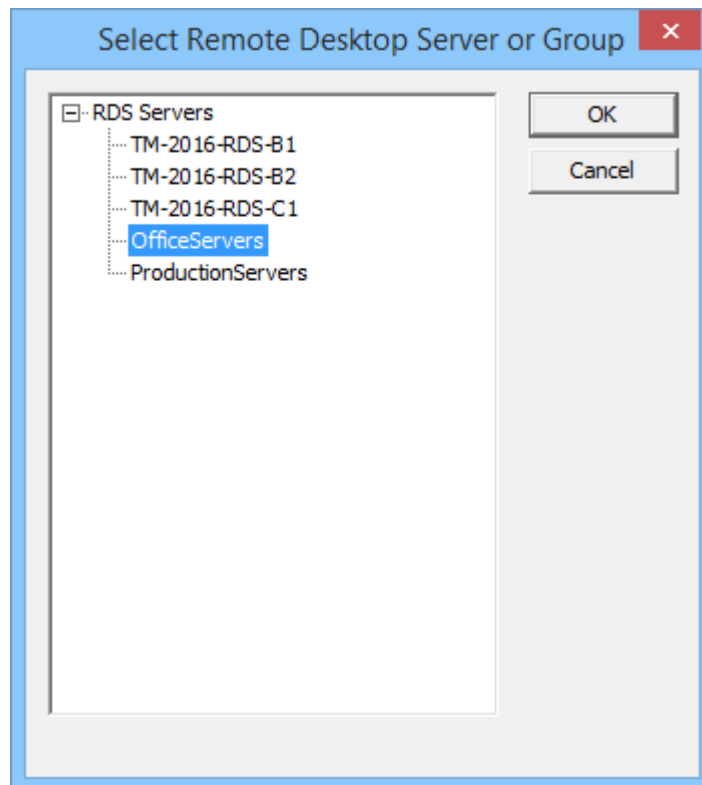 Select Remote Desktop Server or Group
RDS Servers
TM-2016-RDS-B1
TM-2016-RDS-B2
TM-2016-RDS-C1
OfficeServers
ProductionServers
OK
Cancel